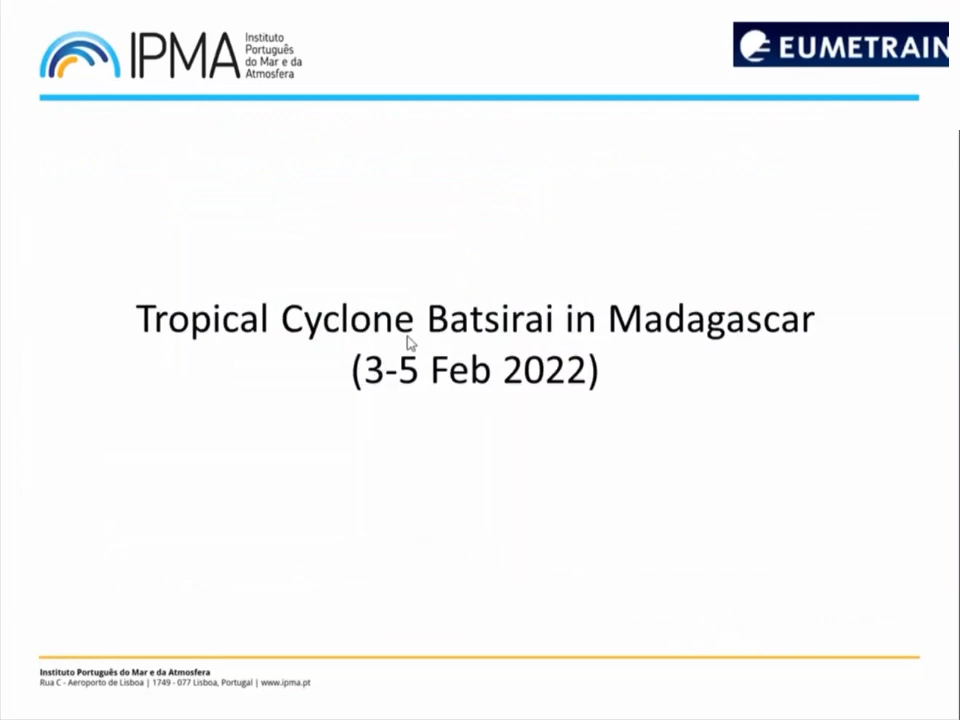 IPMA
Instituto
Português
do Mar e da
Atmosfera
EUMETRAIN
Tropical Cyclone Batsirai in Madagascar
(3-5 Feb 2022)
Instituto Português do Mar e da Atmosfera
Rua C - Aeroporto de Lisboa | 1749 - 077 Lisboa, Portugal | www.ipma.pt